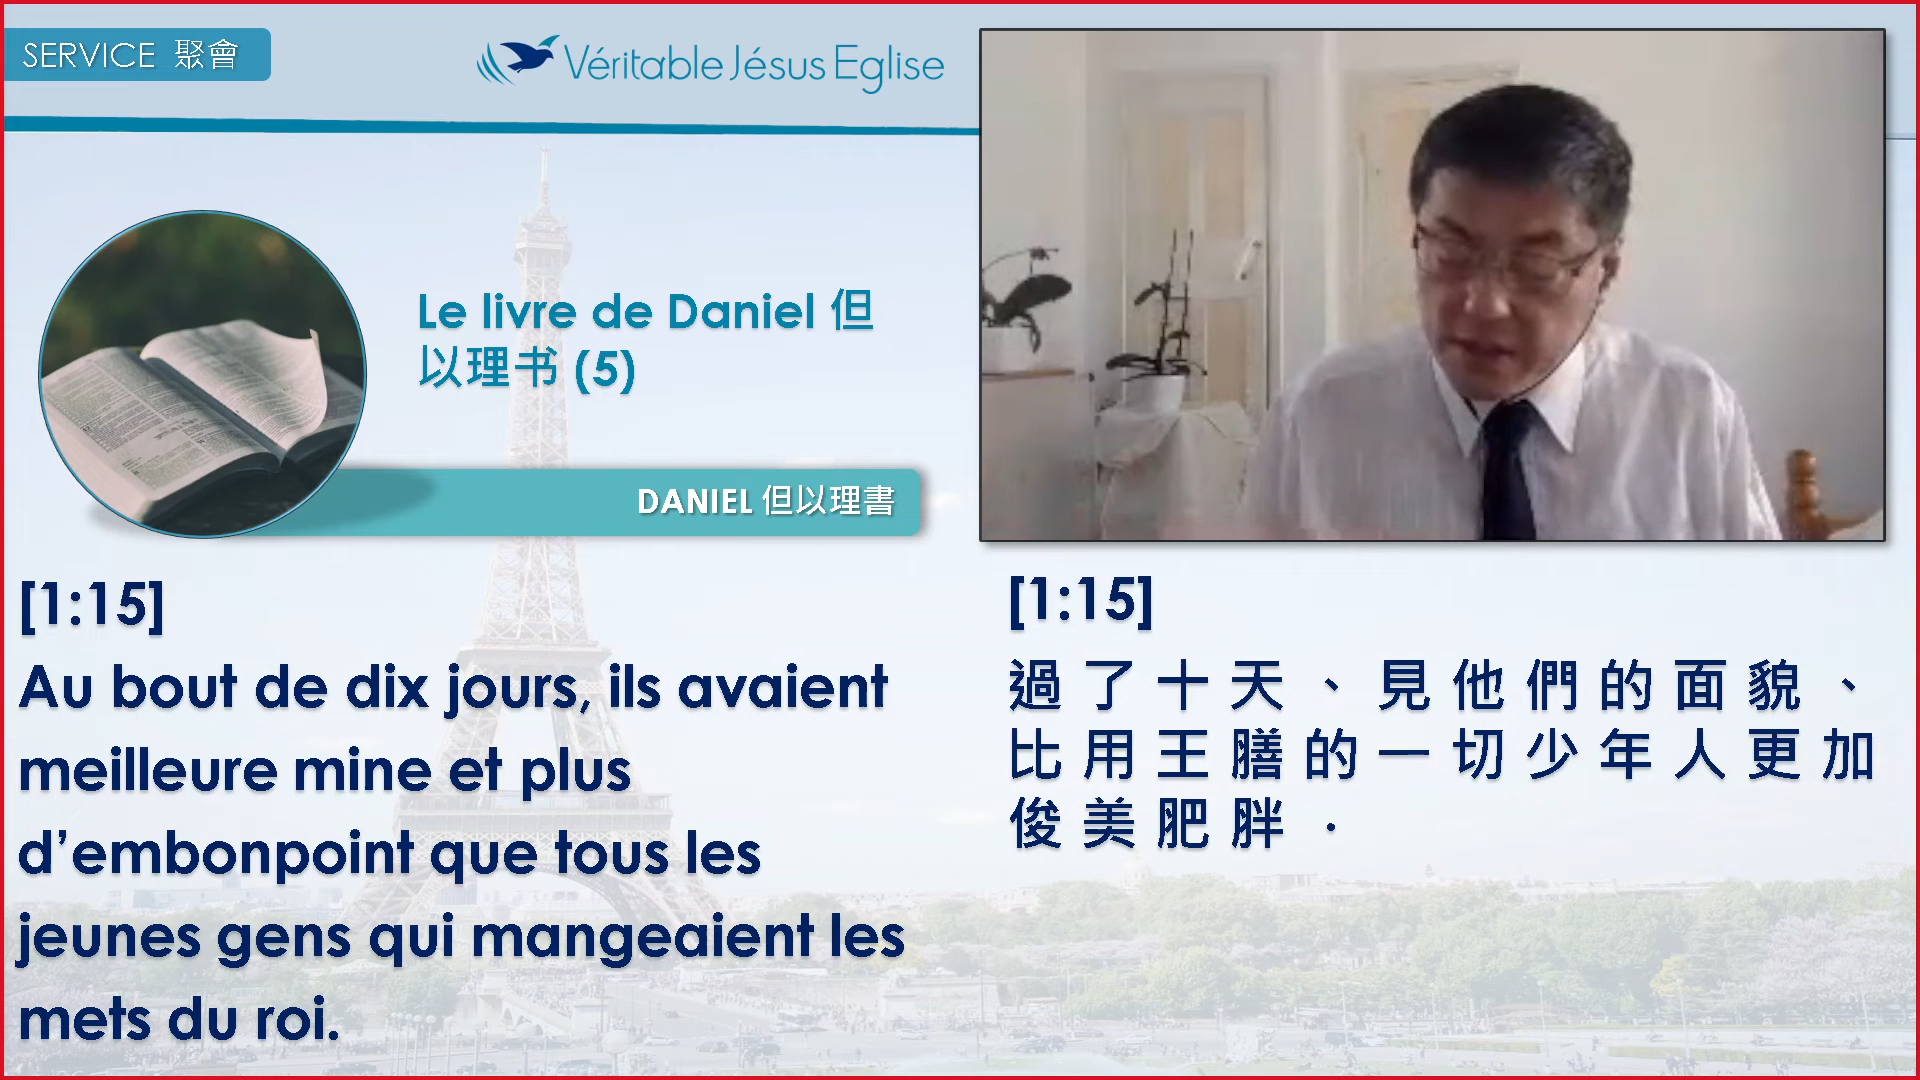 SERVICE 聚會
Véritable Jésus Eglise
Le livre de Daniel 但
以理书 (5)
DANIEL 但以理書
[1:15]
Au bout de dix jours, ils avaient
meilleure mine et plus
d’embonpoint que tous les
jeunes gens qui mangeaient les
mets du roi.
[1:15]
過了十天、見他們的面貌、
比用王膳的一切少年人更加
俊美肥胖．